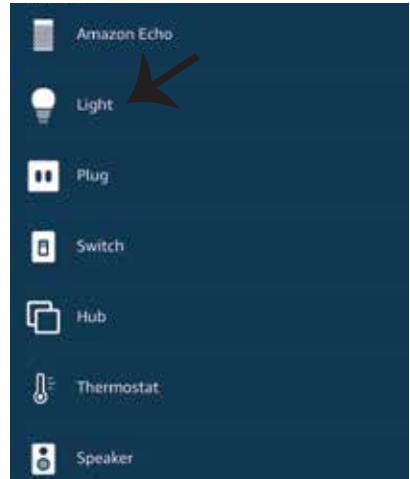 Amazon Echo
Light
Plug
Switch
Hub
Thermostat
Speaker